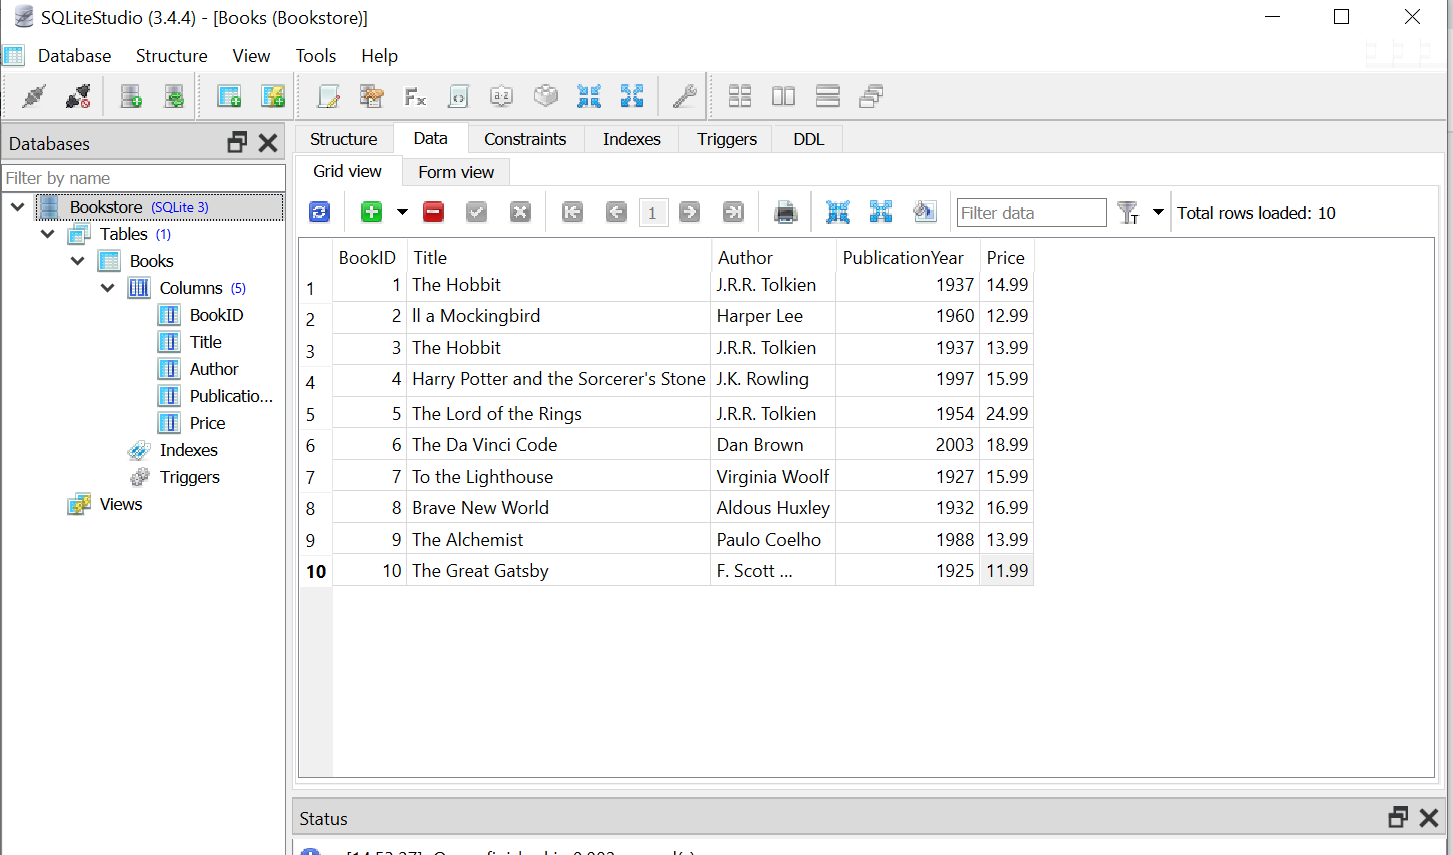 SQLiteStudio (3.4.4) - [Books (Bookstore)]
Database Structure View Tools Help
Databases
Filter by name
Bookstore (SQLite 3)
Tables (1)
Books
Columns (5)
BookID
Title
Author
Publicatio...
Price
Indexes
Triggers
Views
Structure Data Constraints Indexes Triggers DDL
Grid view Form view
1 Filter data Total rows loaded: 10
BookID Title Author PublicationYear Price
1 1 The Hobbit J.R.R. Tolkien 1937 14.99
2 2 ll a Mockingbird Harper Lee 1960 12.99
3 3 The Hobbit J.R.R. Tolkien 1937 13.99
4 4 Harry Potter and the Sorcerer's Stone J.K. Rowling 1997 15.99
5 5 The Lord of the Rings J.R.R. Tolkien 1954 24.99
6 6 The Da Vinci Code Dan Brown 2003 18.99
7 7 To the Lighthouse Virginia Woolf 1927 15.99
8 8 Brave New World Aldous Huxley 1932 16.99
9 9 The Alchemist Paulo Coelho 1988 13.99
10 10 The Great Gatsby F. Scott ... 1925 11.99
Status